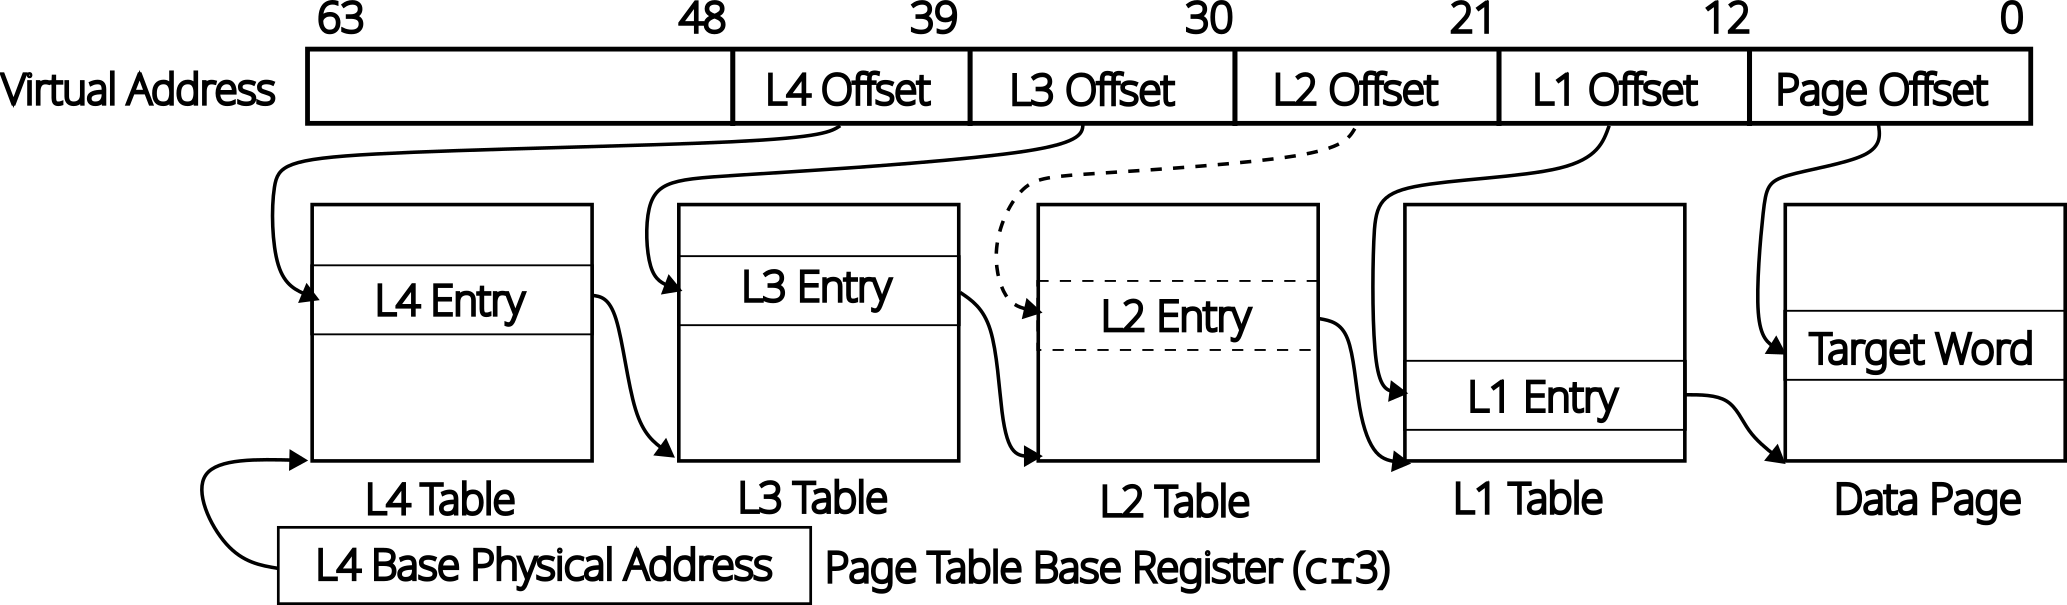 63 48 39 30 21 12 0
Virtual Address L4 Offset L3 Offset L2 Offset L1 Offset Page Offset
L4 Entry L3 Entry L2 Entry L1 Entry Target Word
L4 Table L3 Table L2 Table L1 Table Data Page
L4 Base Physical Address Page Table Base Register (cr3)